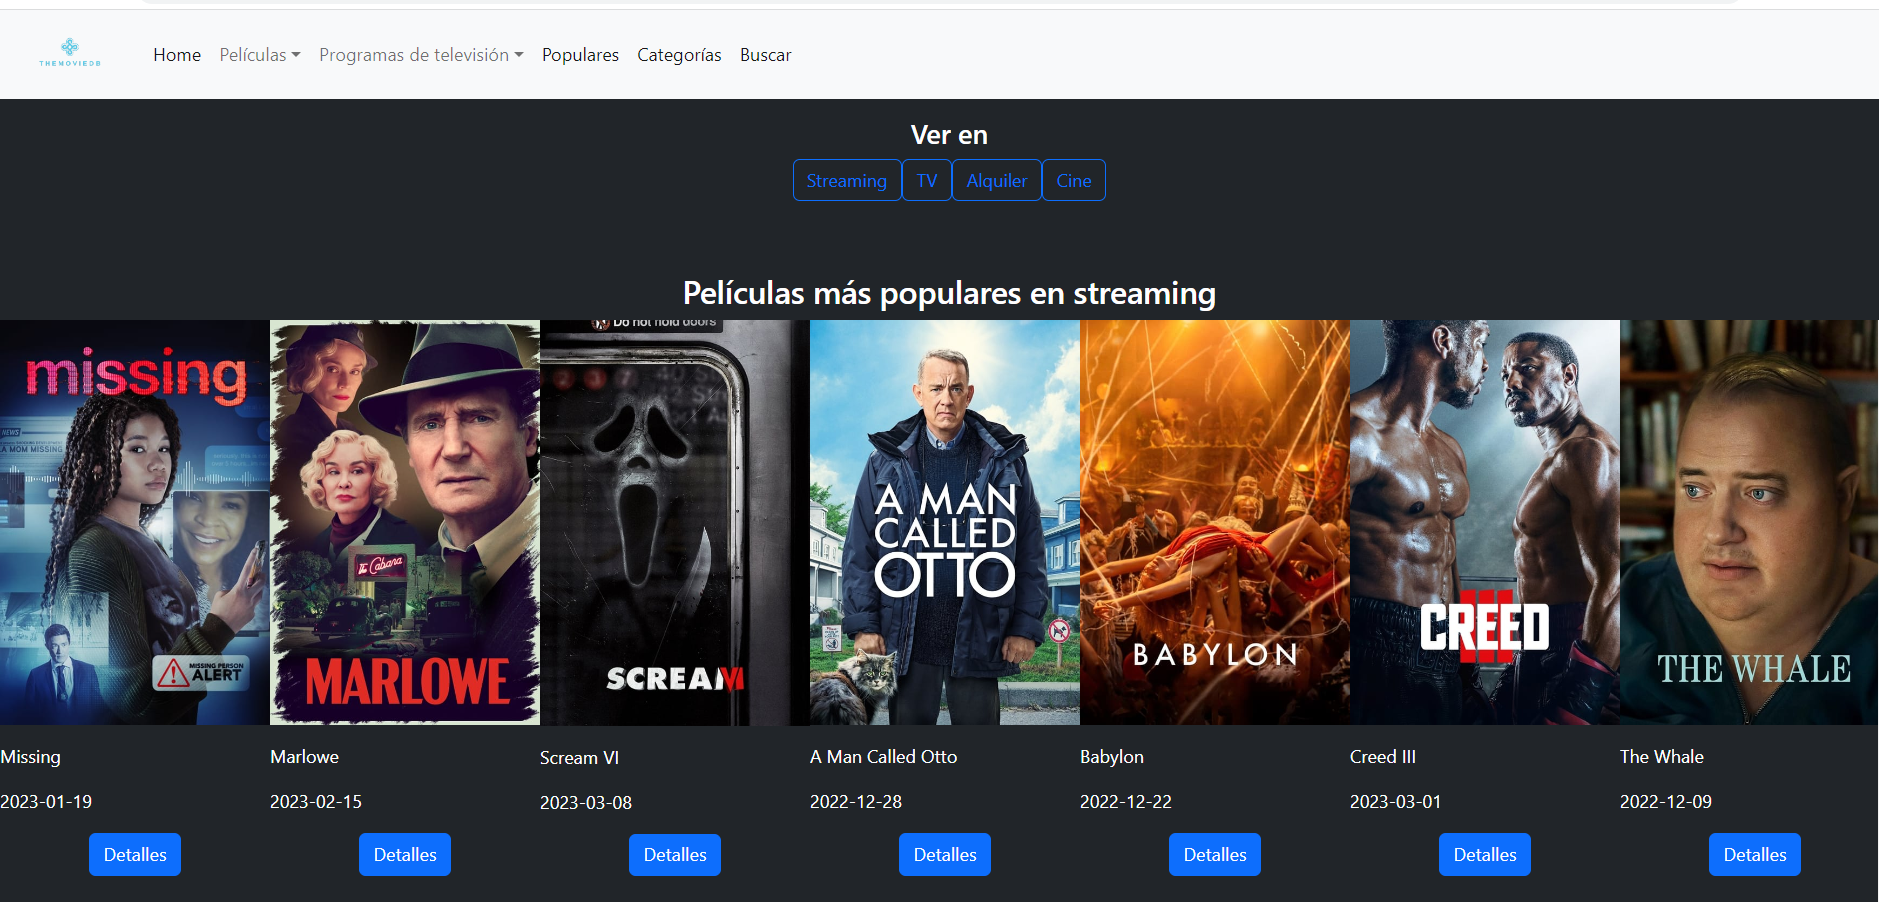 THEMOVIEDB
Home Películas Programas de televisión Populares Categorías Buscar
Ver en
Streaming TV Alquiler Cine
Películas más populares en streaming
missing
NEWS
A MOM MISSING
MISSING PERSON
ALERT
The Cabana
MARLOWE
Do not hold doors
SCREAM VI
A MAN
CALLED
OTTO
BABYLON
CREED
III
THE WHALE
Missing Marlowe Scream VI A Man Called Otto Babylon Creed III The Whale
2023-01-19 2023-02-15 2023-03-08 2022-12-28 2022-12-22 2023-03-01 2022-12-09
Detalles Detalles Detalles Detalles Detalles Detalles Detalles